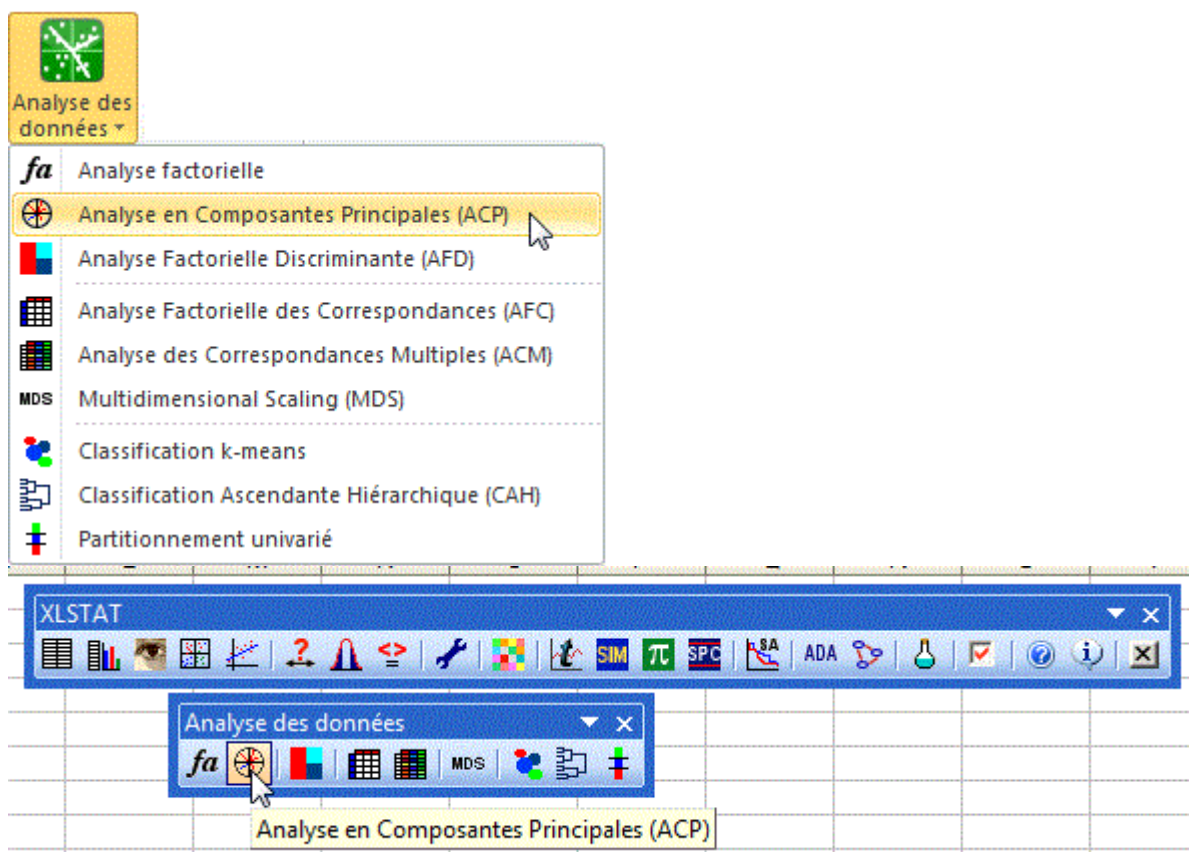 Analyse des
données
fa Analyse factorielle
Analyse en Composantes Principales (ACP)
Analyse Factorielle Discriminante (AFD)
Analyse Factorielle des Correspondances (AFC)
Analyse des Correspondances Multiples (ACM)
MDS Multidimensional Scaling (MDS)
Classification k-means
Classification Ascendante Hiérarchique (CAH)
Partitionnement univarié
XLSTAT
? <=> t SIM π SPC SA ADA ? i X
Analyse des données
fa MDS
Analyse en Composantes Principales (ACP)